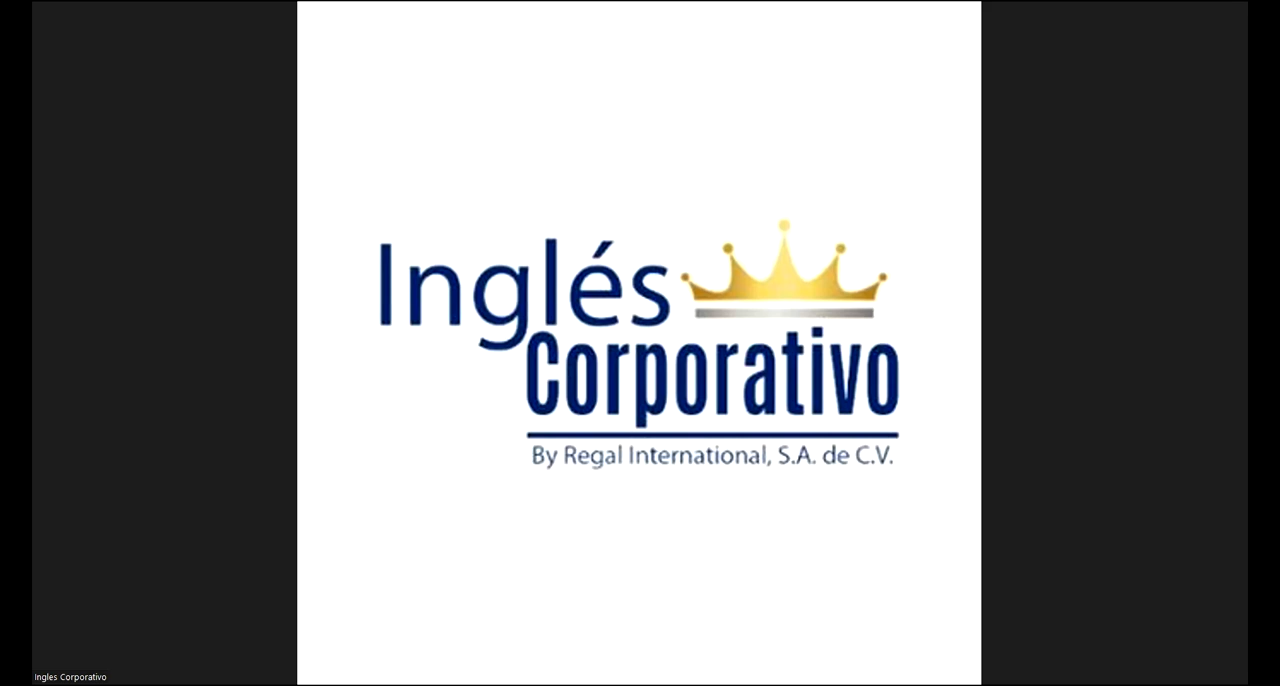 Inglés
Corporativo
By Regal International, S.A. de C.V.
Ingles Corporativo